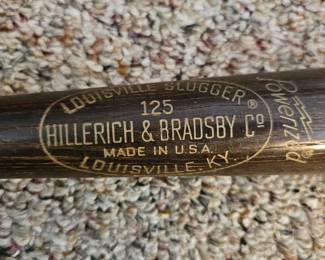 LOUISVILLE SLUGGER®
125
HILLERICH & BRADSBY Cº
MADE IN U.S.A.
LOUISVILLE, KY.
Powerized